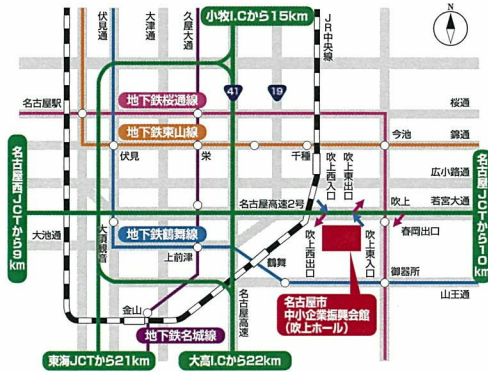 小牧I.Cから15km
伏見通
大津通
久屋大通
JR中央線
N
41
19
名古屋駅
地下鉄桜通線
桜通
地下鉄東山線
今池
錦通
伏見
栄
千種
広小路通
吹上西入口
吹上東出口
名古屋西JCTから9km
名古屋高速2号
吹上
若宮大通
名古屋JCTから10km
大池通
大須観音
地下鉄鶴舞線
上前津
鶴舞
吹上西出口
吹上東入口
春岡出口
御器所
山王通
金山
名古屋高速
名古屋市
中小企業振興会館
(吹上ホール)
地下鉄名城線
東海JCTから21km
大高I.Cから22km